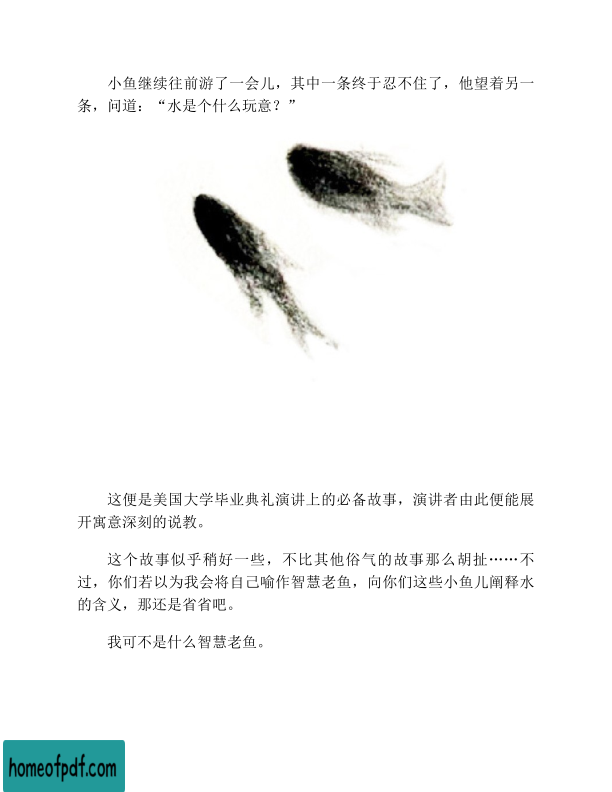 小鱼继续往前游了一会儿，其中一条终于忍不住了，他望着另一
条，问道：“水是个什么玩意？”
这便是美国大学毕业典礼演讲上的必备故事，演讲者由此便能展
开寓意深刻的说教。
这个故事似乎稍好一些，不比其他俗气的故事那么胡扯……不
过，你们若以为我会将自己喻作智慧老鱼，向你们这些小鱼儿阐释水
的含义，那还是省省吧。
我可不是什么智慧老鱼。
homeofpdf.com